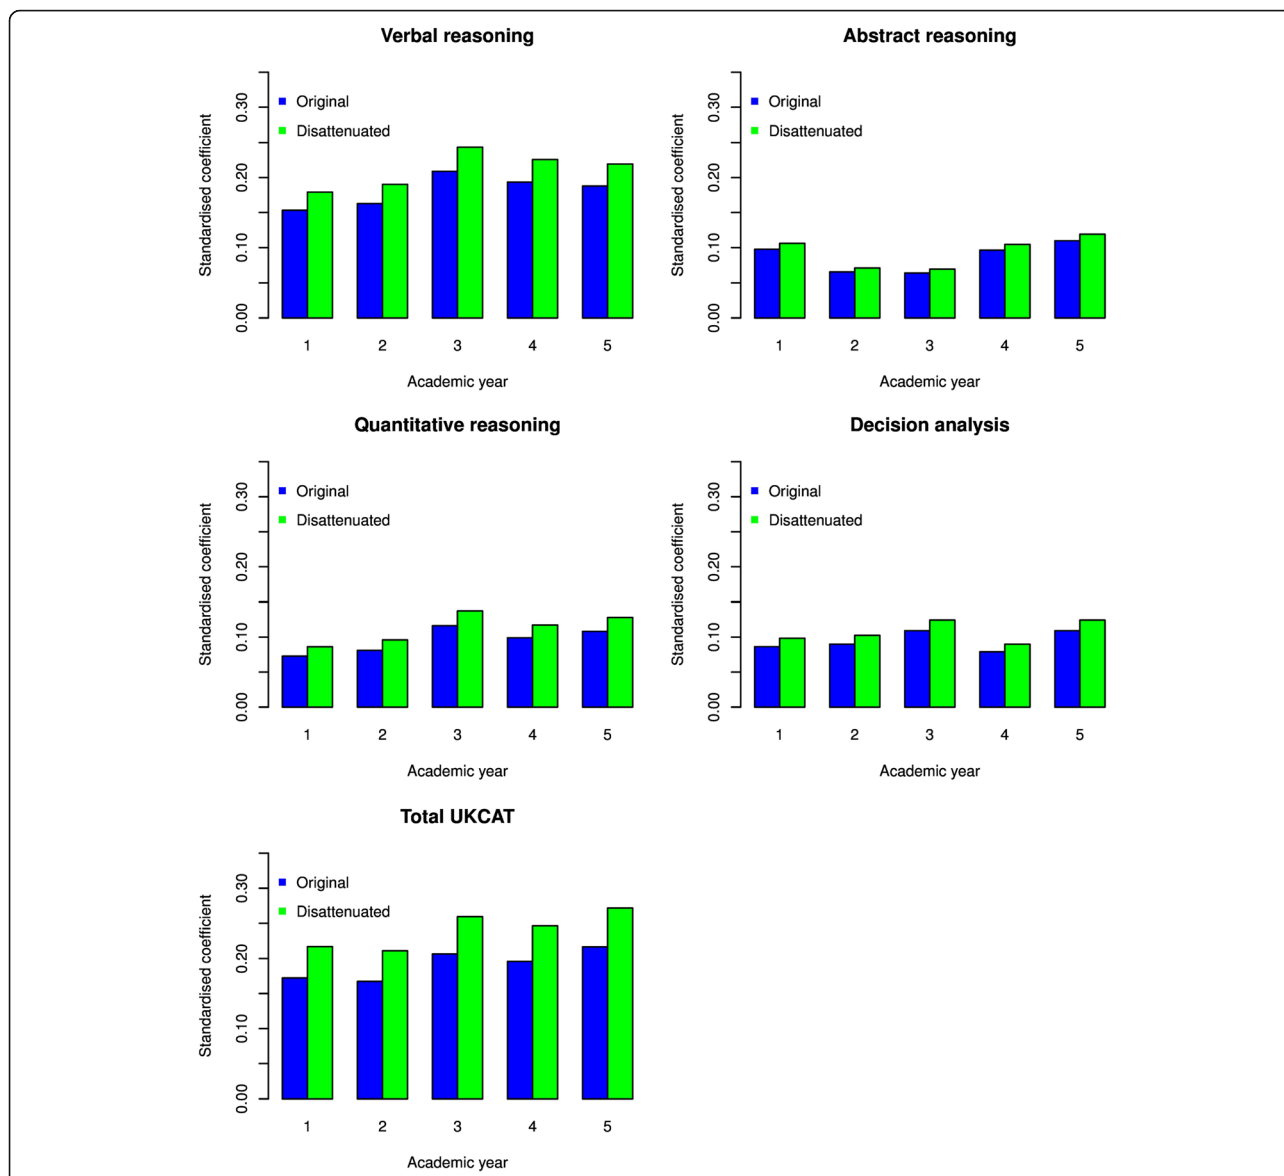 Verbal reasoning
Standardised coefficient
0.00 0.10 0.20 0.30
Original
Disattenuated
1 2 3 4 5
Academic year
Abstract reasoning
Standardised coefficient
0.00 0.10 0.20 0.30
Original
Disattenuated
1 2 3 4 5
Academic year
Quantitative reasoning
Standardised coefficient
0.00 0.10 0.20 0.30
Original
Disattenuated
1 2 3 4 5
Academic year
Decision analysis
Standardised coefficient
0.00 0.10 0.20 0.30
Original
Disattenuated
1 2 3 4 5
Academic year
Total UKCAT
Standardised coefficient
0.00 0.10 0.20 0.30
Original
Disattenuated
1 2 3 4 5
Academic year